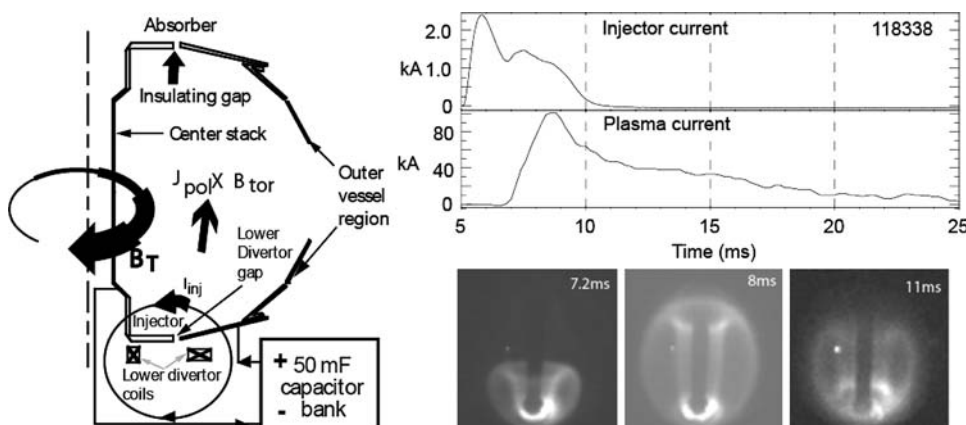 Absorber
Insulating gap
Center stack
J pol X B tor
Outer
vessel
region
Lower
Divertor
gap
B T
I inj
Injector
Lower divertor
coils
+ 50 mF
capacitor
- bank
Injector current
118338
2.0
kA 1.0
0
Plasma current
80
kA 40
0
5 10 15 20 25
Time (ms)
7.2ms
8ms
11ms